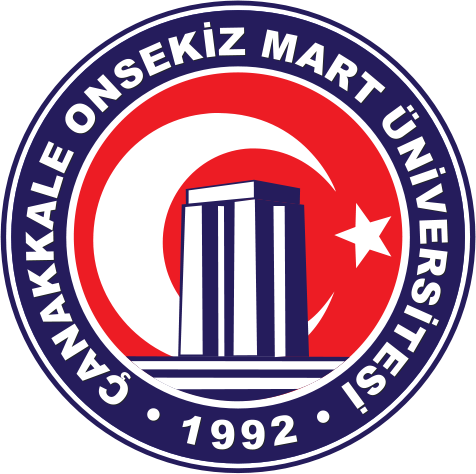 ÇANAKKALE ONSEKİZ MART ÜNİVERSİTESİ
• 1992 •